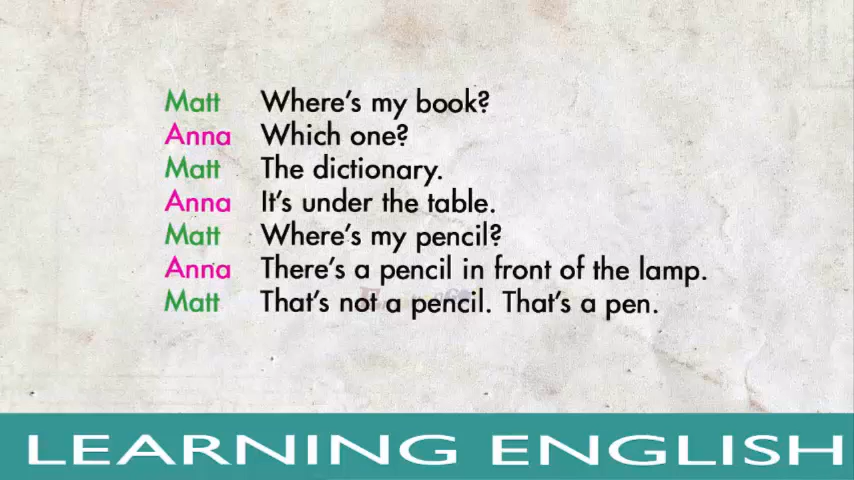 Matt Where's my book?
Anna Which one?
Matt The dictionary.
Anna It's under the table.
Matt Where's my pencil?
Anna There's a pencil in front of the lamp.
Matt That's not a pencil. That's a pen.
LEARNING ENGLISH